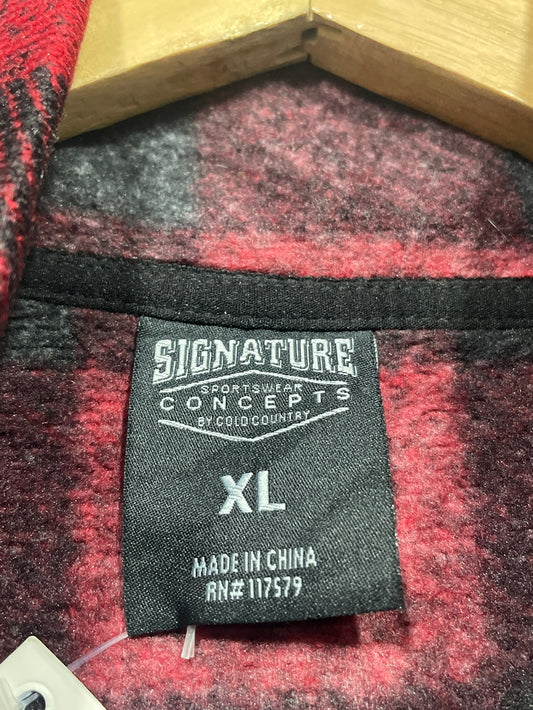 SIGNATURE
SPORTSWEAR
CONCEPTS
BY COLD COUNTRY
XL
MADE IN CHINA
RN#117579